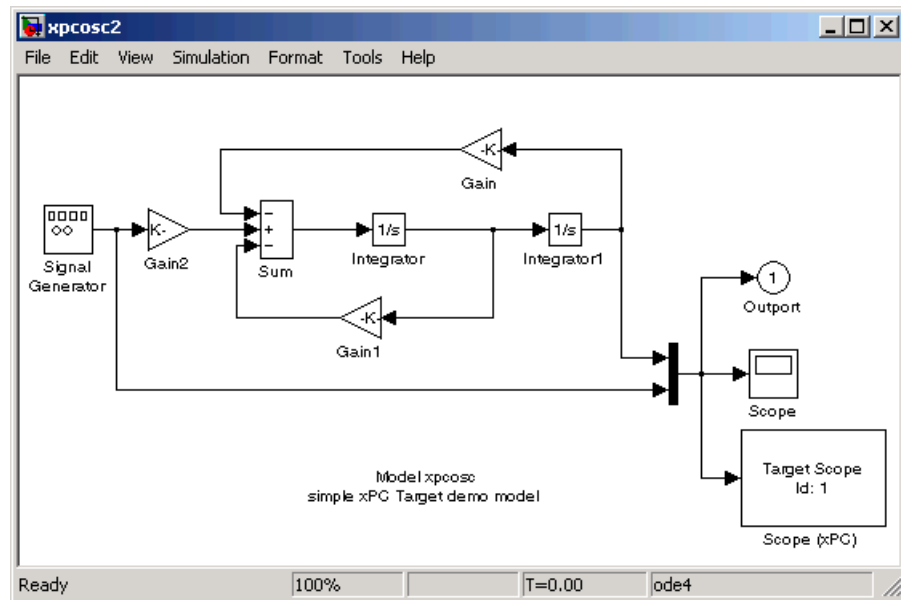 xpcosc2
File Edit View Simulation Format Tools Help
-K-
Gain
Signal
Generator
K-
Gain2
−
+
−
Sum
1/s
Integrator
1/s
Integrator1
-K-
Gain1
1
Outport
Scope
Target Scope
Id: 1
Scope (xPC)
Model xpcosc
simple xPC Target demo model
Ready 100% T=0.00 ode4